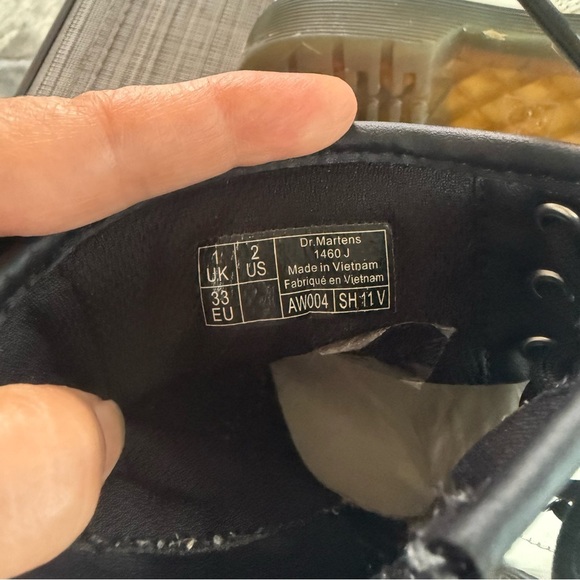 1 UK
2 US
33 EU
Dr.Martens
1460 J
Made in Vietnam
Fabriqué en Vietnam
AW004 SH 11 V